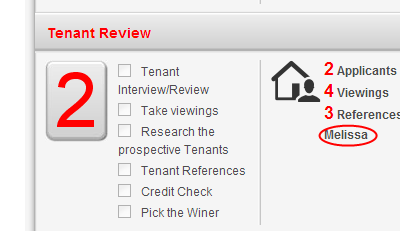 Tenant Review
2
Tenant
Interview/Review
Take viewings
Research the
prospective Tenants
Tenant References
Credit Check
Pick the Winer
2 Applicants
4 Viewings
3 References
Melissa